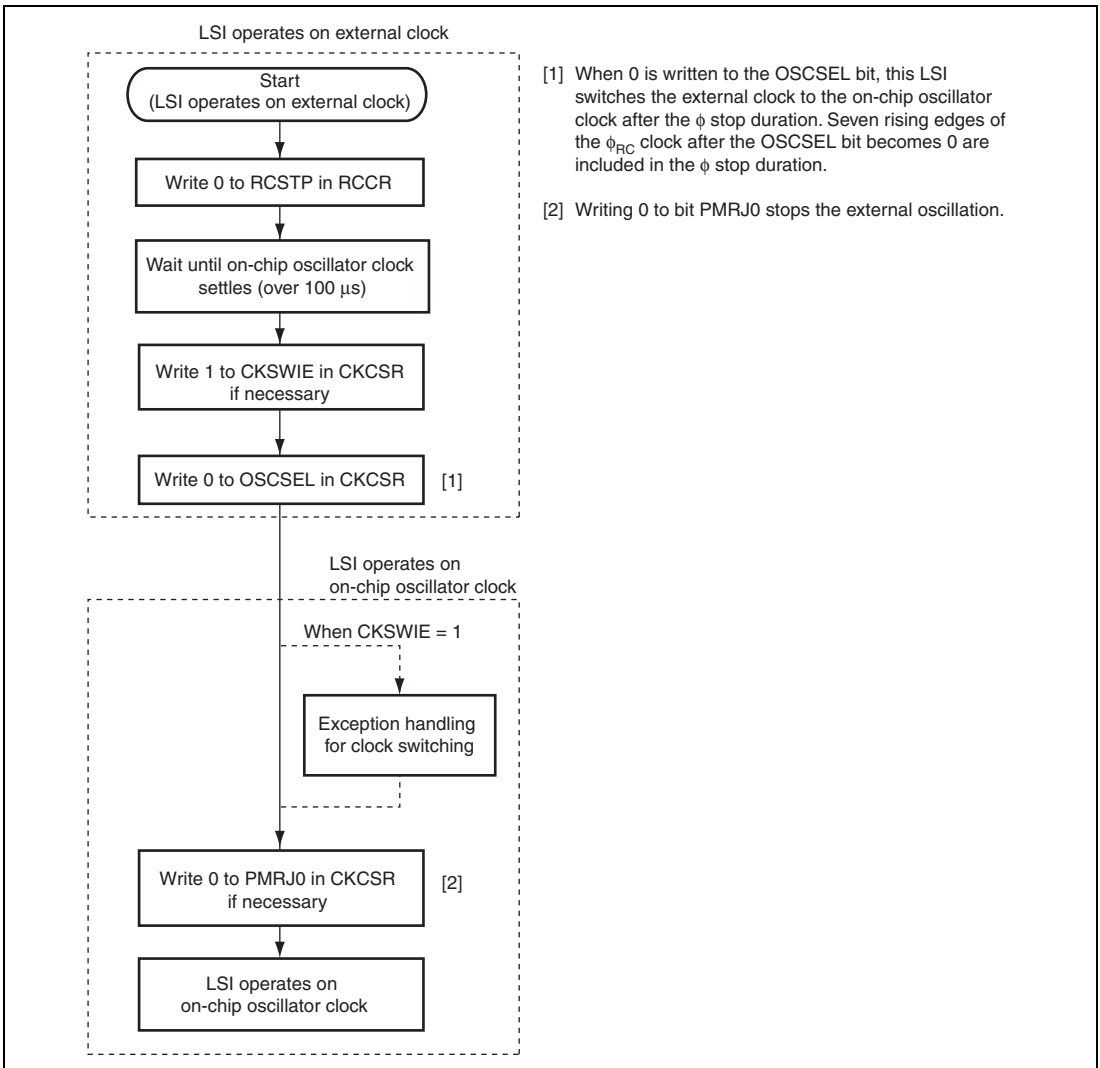 LSI operates on external clock
Start
(LSI operates on external clock)
Write 0 to RCSTP in RCCR
Wait until on-chip oscillator clock
settles (over 100 μs)
Write 1 to CKSWIE in CKCSR
if necessary
Write 0 to OSCSEL in CKCSR
[1]
LSI operates on
on-chip oscillator clock
When CKSWIE = 1
Exception handling
for clock switching
Write 0 to PMRJ0 in CKCSR
if necessary
[2]
LSI operates on
on-chip oscillator clock
[1] When 0 is written to the OSCSEL bit, this LSI
switches the external clock to the on-chip oscillator
clock after the ϕ stop duration. Seven rising edges of
the ϕRC clock after the OSCSEL bit becomes 0 are
included in the ϕ stop duration.
[2] Writing 0 to bit PMRJ0 stops the external oscillation.